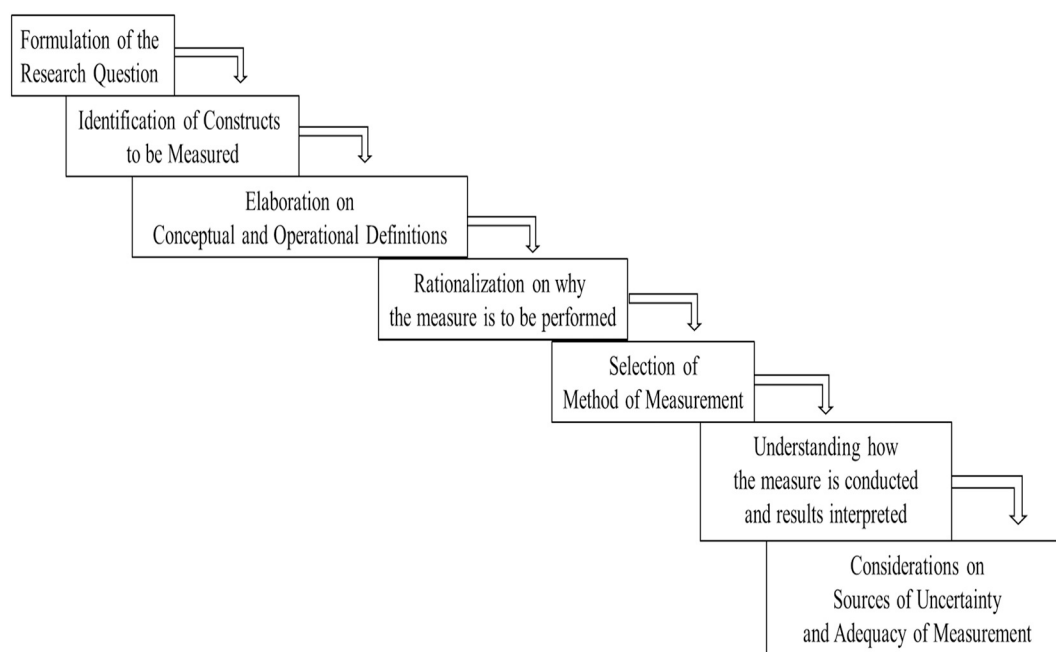 Formulation of the
Research Question
Identification of Constructs
to be Measured
Elaboration on
Conceptual and Operational Definitions
Rationalization on why
the measure is to be performed
Selection of
Method of Measurement
Understanding how
the measure is conducted
and results interpreted
Considerations on
Sources of Uncertainty
and Adequacy of Measurement